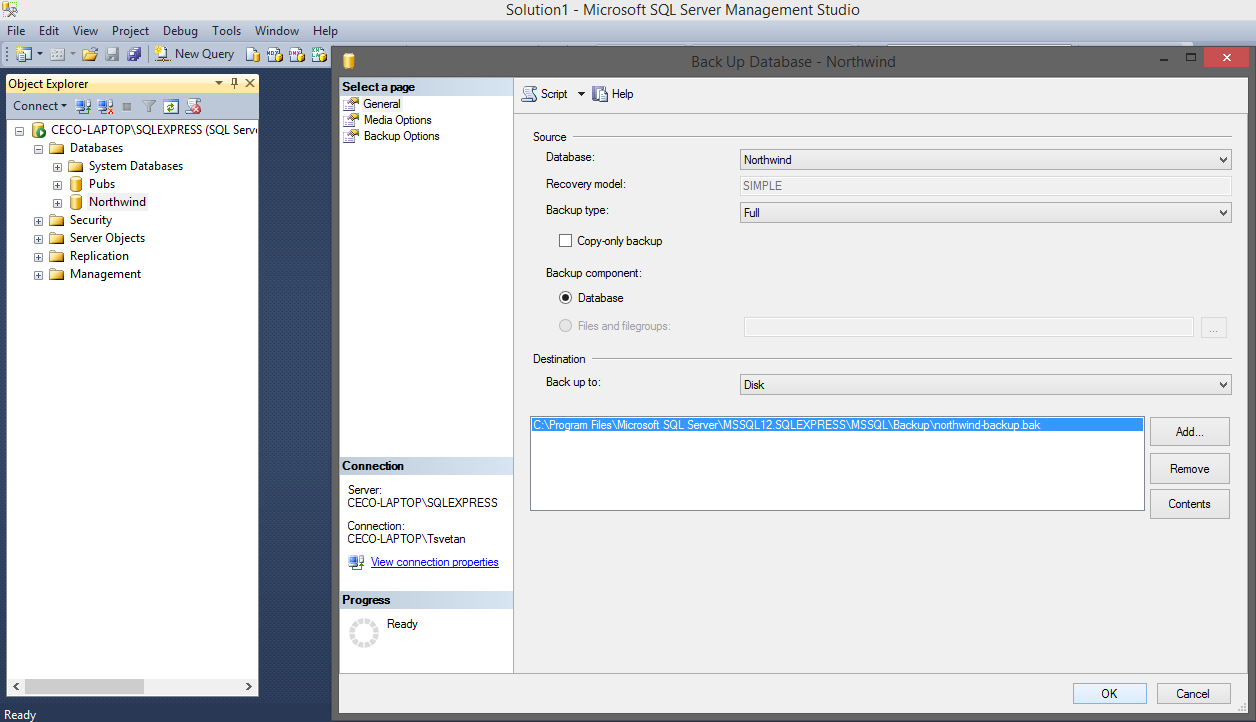 Solution1 - Microsoft SQL Server Management Studio
File Edit View Project Debug Tools Window Help
New Query
Object Explorer
Connect
CECO-LAPTOP\SQLEXPRESS (SQL Serv
Databases
System Databases
Pubs
Northwind
Security
Server Objects
Replication
Management
Ready
Back Up Database - Northwind
Select a page
General
Media Options
Backup Options
Connection
Server:
CECO-LAPTOP\SQLEXPRESS
Connection:
CECO-LAPTOP\Tsvetan
View connection properties
Progress
Ready
Script Help
Source
Database: Northwind
Recovery model: SIMPLE
Backup type: Full
Copy-only backup
Backup component:
Database
Files and filegroups: ...
Destination
Back up to: Disk
C:\Program Files\Microsoft SQL Server\MSSQL12.SQLEXPRESS\MSSQL\Backup\northwind-backup.bak
Add...
Remove
Contents
OK Cancel